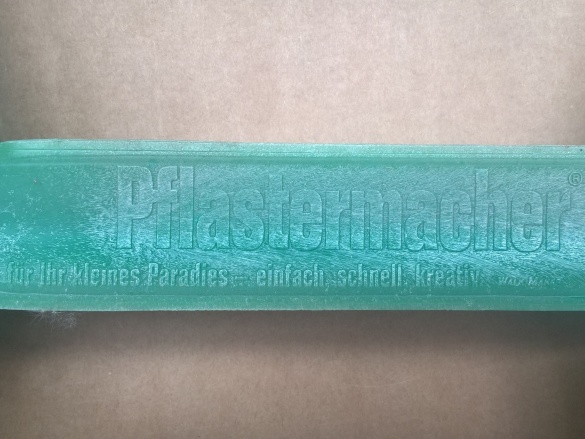 Pflastermacher®
für Ihr kleines Paradies – einfach, schnell, kreativ